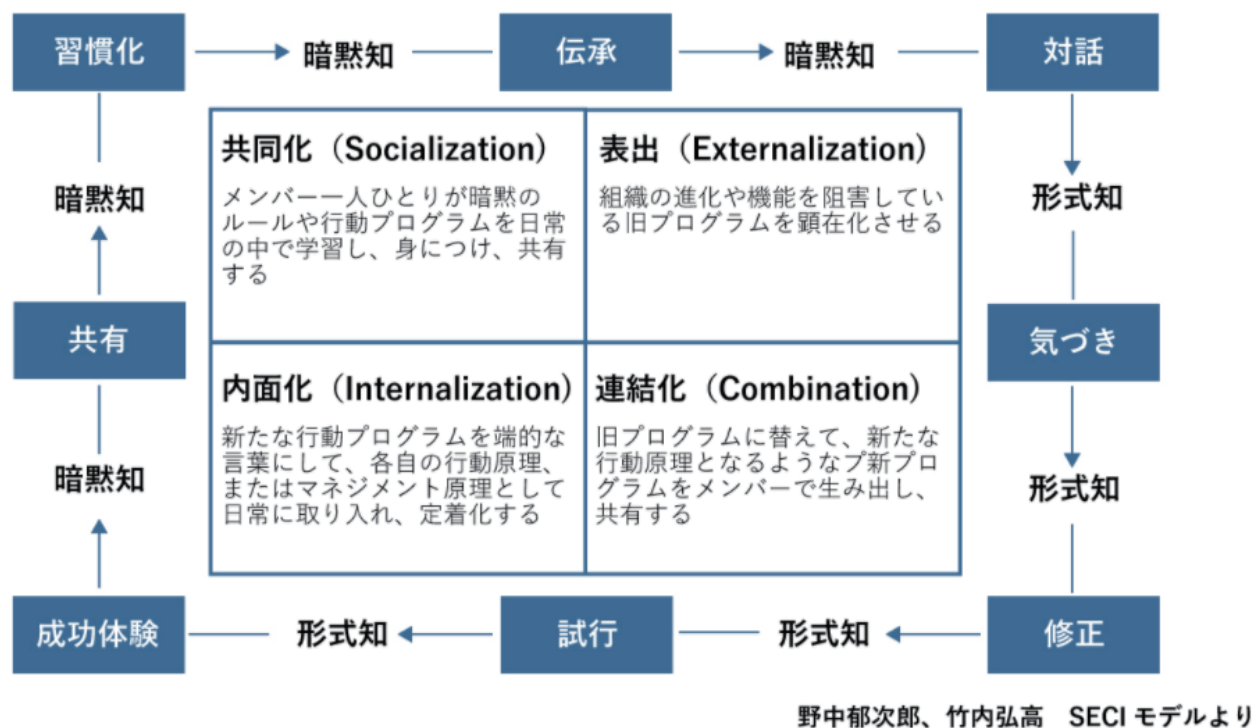 習慣化
暗黙知
伝承
暗黙知
対話
共同化（Socialization）
メンバー一人ひとりが暗黙の
ルールや行動プログラムを日常
の中で学習し、身につけ、共有
する
表出（Externalization）
組織の進化や機能を阻害してい
る旧プログラムを顕在化させる
暗黙知
形式知
共有
気づき
内面化（Internalization）
新たな行動プログラムを端的な
言葉にして、各自の行動原理、
またはマネジメント原理として
日常に取り入れ、定着化する
連結化（Combination）
旧プログラムに替えて、新たな
行動原理となるようなプ新プロ
グラムをメンバーで生み出し、
共有する
暗黙知
形式知
成功体験
形式知
試行
形式知
修正
野中郁次郎、竹内弘高　SECI モデルより